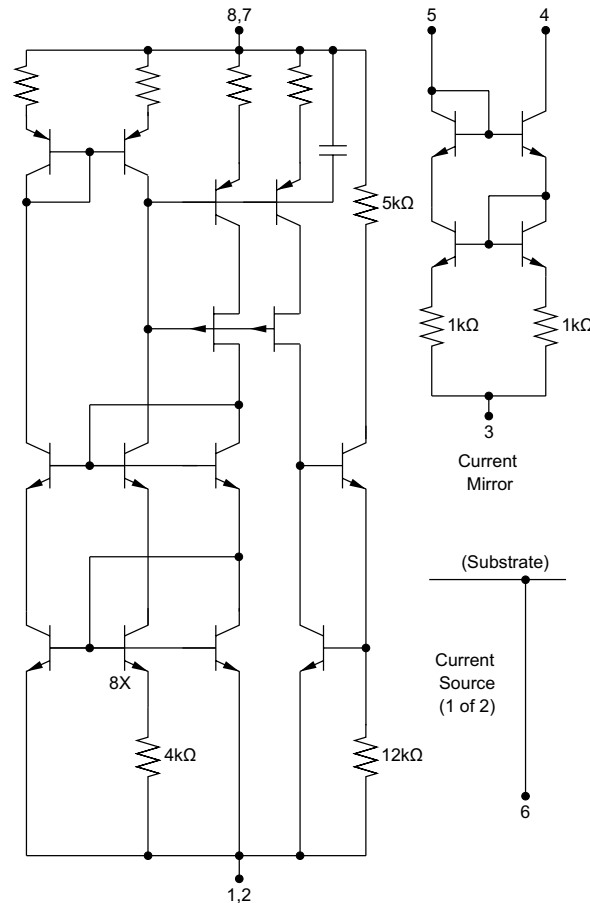 8,7
5
4
5kΩ
1kΩ
1kΩ
3
Current
Mirror
(Substrate)
Current
Source
(1 of 2)
8X
4kΩ
12kΩ
6
1,2